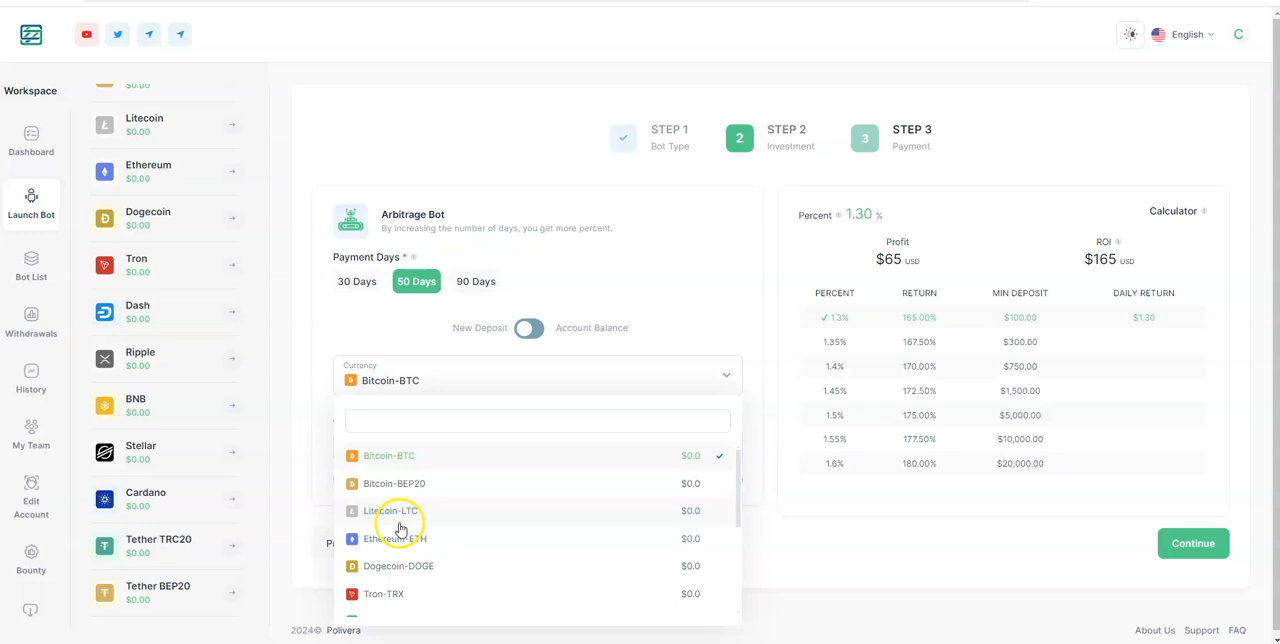 English
C
Workspace
Dashboard
Launch Bot
Bot List
Withdrawals
History
My Team
Edit
Account
Bounty
$0.00
Litecoin
$0.00
Ethereum
$0.00
Dogecoin
$0.00
Tron
$0.00
Dash
$0.00
Ripple
$0.00
BNB
$0.00
Stellar
$0.00
Cardano
$0.00
Tether TRC20
$0.00
Tether BEP20
$0.00
STEP 1
Bot Type
2
STEP 2
Investment
3
STEP 3
Payment
Arbitrage Bot
By increasing the number of days, you get more percent.
Payment Days *
30 Days 50 Days 90 Days
New Deposit Account Balance
Currency
Bitcoin-BTC
Bitcoin-BTC $0.0
Bitcoin-BEP20 $0.0
Litecoin-LTC $0.0
Ethereum-ETH $0.0
Dogecoin-DOGE $0.0
Tron-TRX $0.0
Percent 1.30 %
Calculator
Profit
$65 USD
ROI
$165 USD
PERCENT RETURN MIN DEPOSIT DAILY RETURN
✓ 1.3% 165.00% $100.00 $1.30
1.35% 167.50% $300.00
1.4% 170.00% $750.00
1.45% 172.50% $1,500.00
1.5% 175.00% $5,000.00
1.55% 177.50% $10,000.00
1.6% 180.00% $20,000.00
Continue
2024© Polivera
About Us Support FAQ